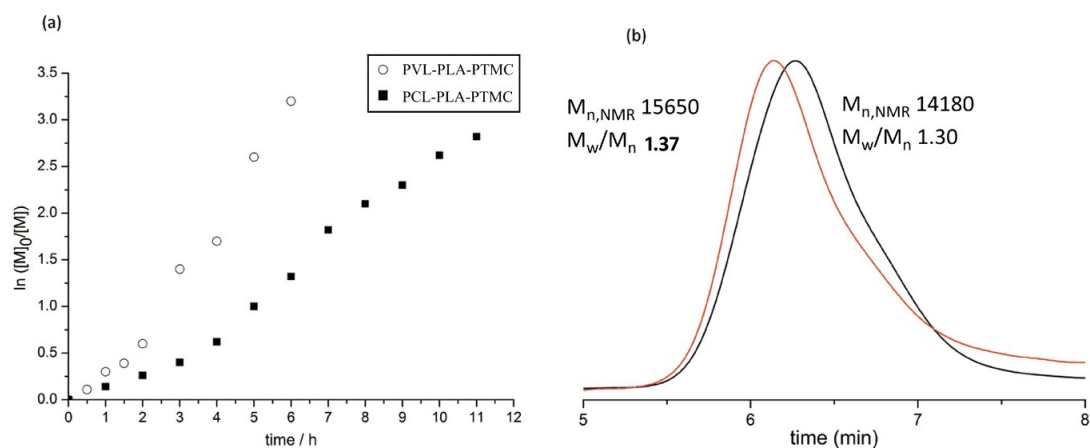 (a)
PVL-PLA-PTMC
PCL-PLA-PTMC
3.5
3.0
2.5
2.0
1.5
1.0
0.5
0.0
ln ([M]₀/[M])
0 1 2 3 4 5 6 7 8 9 10 11 12
time / h
(b)
Mₙ,NMR 15650
M_w/Mₙ 1.37
Mₙ,NMR 14180
M_w/Mₙ 1.30
5 6 7 8
time (min)